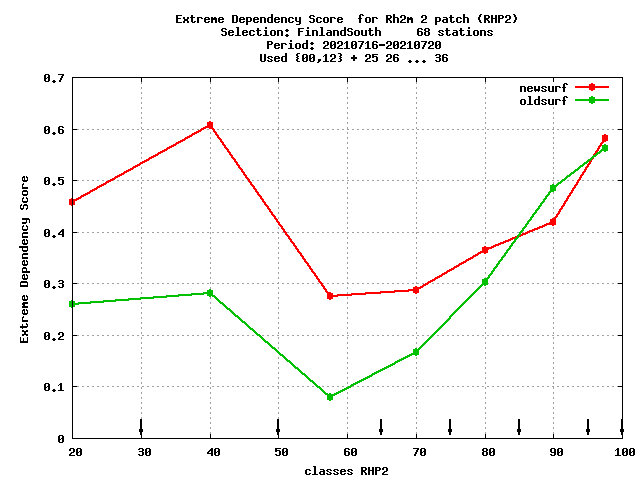 Extreme Dependency Score  for Rh2m 2 patch (RHP2)
Selection: FinlandSouth     68 stations
Period: 20210716-20210720
Used {00,12} + 25 26 ... 36
0.7
0.6
0.5
0.4
0.3
0.2
0.1
0
Extreme Dependency Score
newsurf
oldsurf
20 30 40 50 60 70 80 90 100
classes RHP2